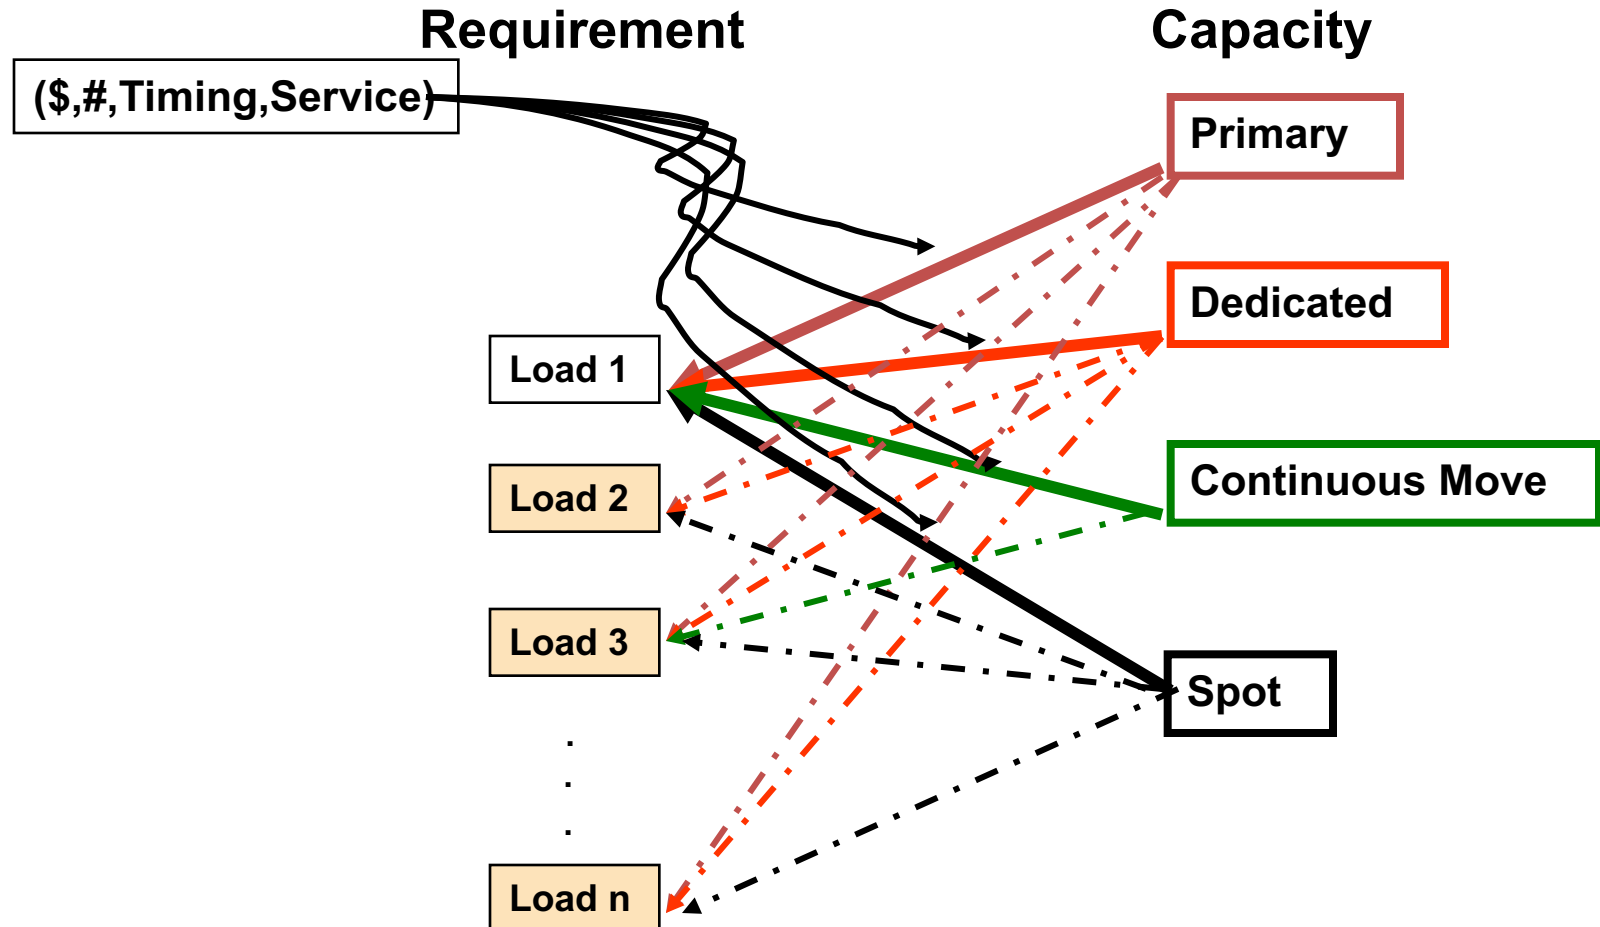 Requirement
Capacity
($,#,Timing,Service)
Primary
Dedicated
Load 1
Continuous Move
Load 2
Load 3
Spot
.
.
.
Load n